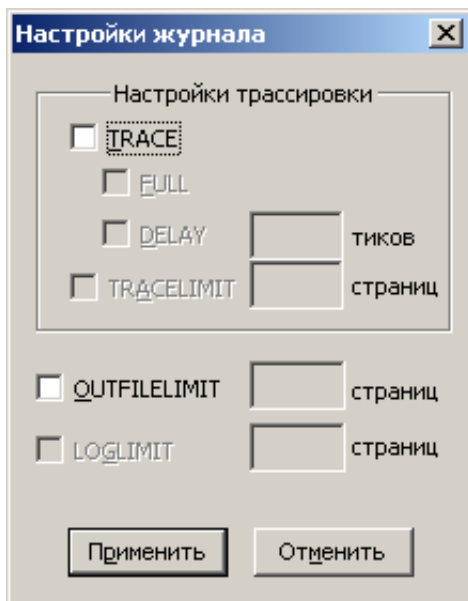 Настройки журнала
Настройки трассировки
TRACE
FULL
DELAY тиков
TRACELIMIT страниц
OUTFILELIMIT страниц
LOGLIMIT страниц
Применить Отменить